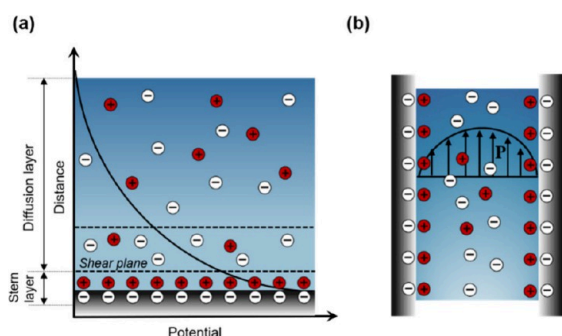 (a)
(b)
Diffusion layer
Distance
P
Shear plane
Stern
layer
Potential